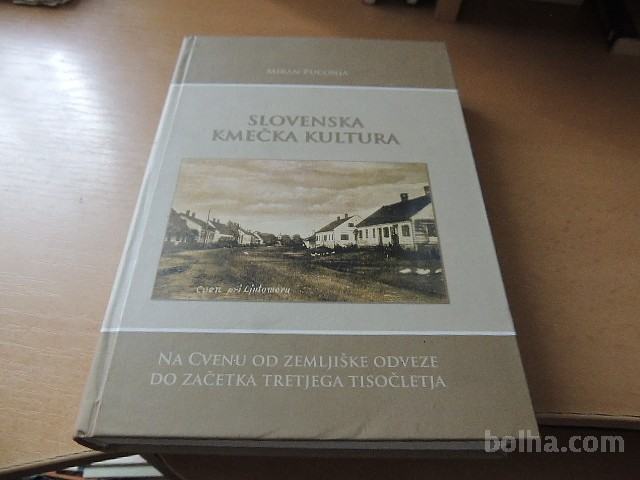 MIRAN PUCONJA
SLOVENSKA
KMEČKA KULTURA
Cven pri Ljutomeru
NA CVENU OD ZEMLJIŠKE ODVEZE
DO ZAČETKA TRETJEGA TISOČLETJA
bolha.com